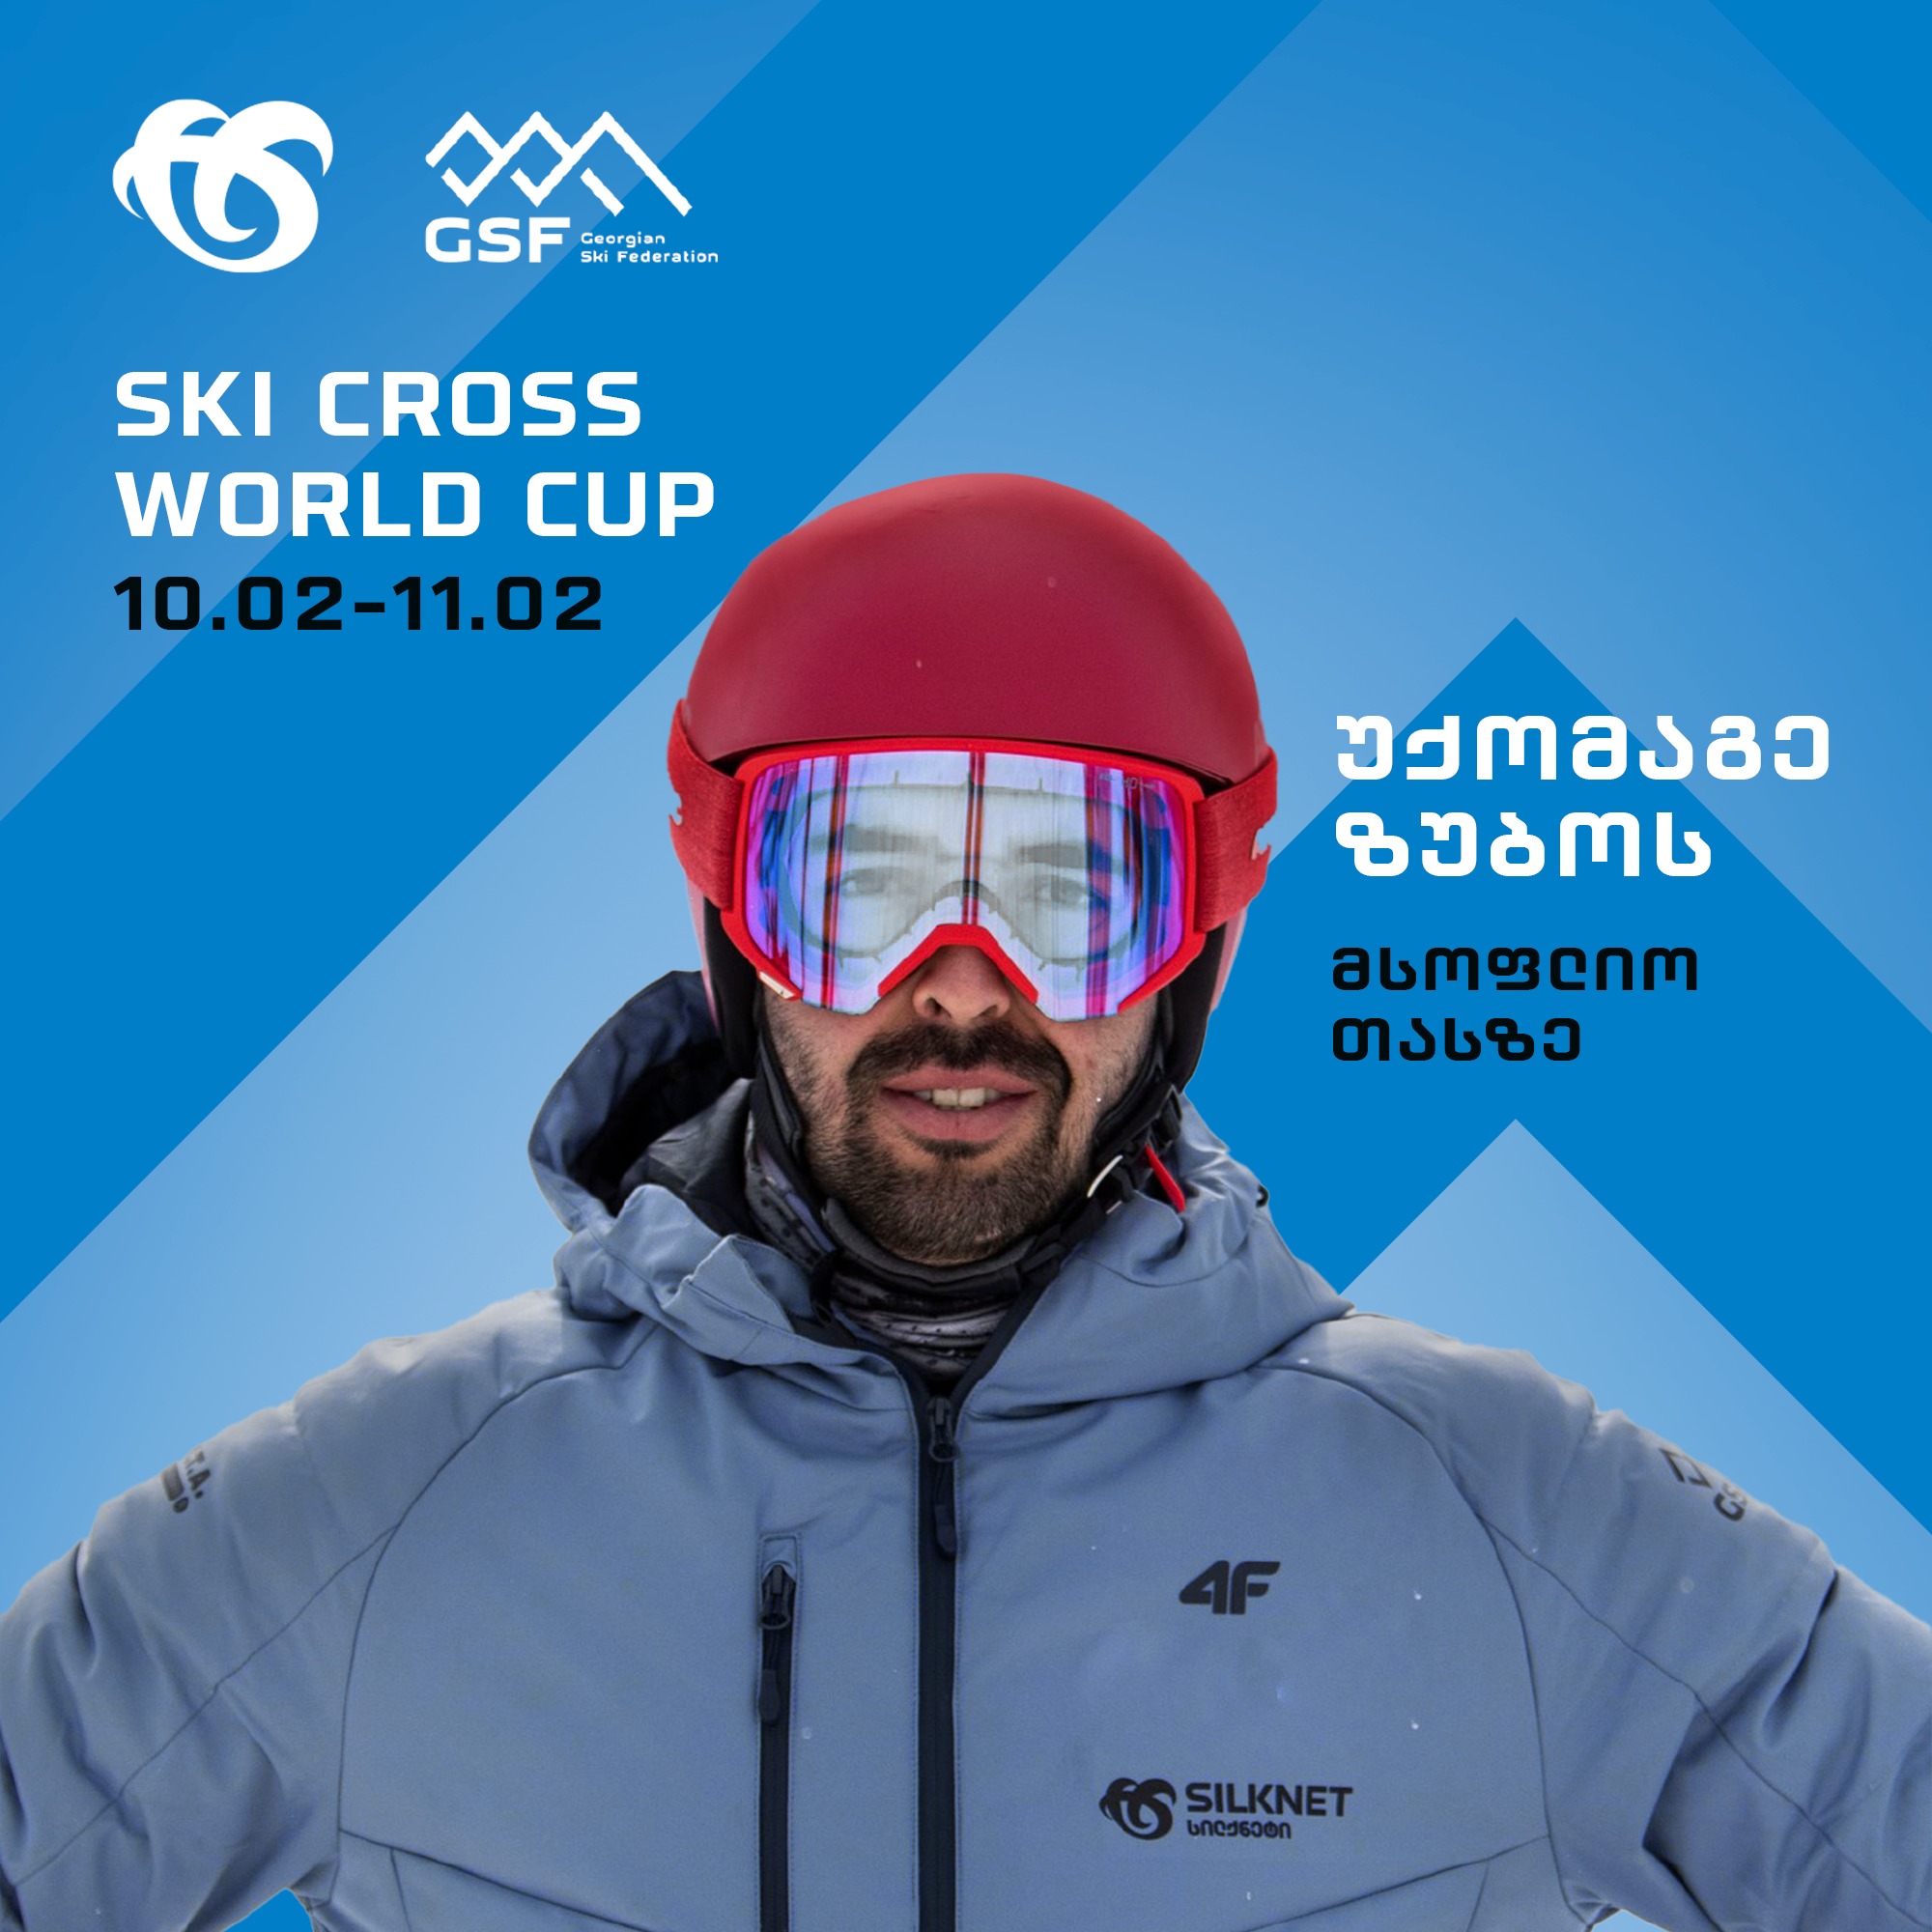 GSF Georgian
Ski Federation
SKI CROSS
WORLD CUP
10.02-11.02
უქომაგე
ზუბოს
მსოფლიო
თასზე
4F
SILKNET
სილქნეტი